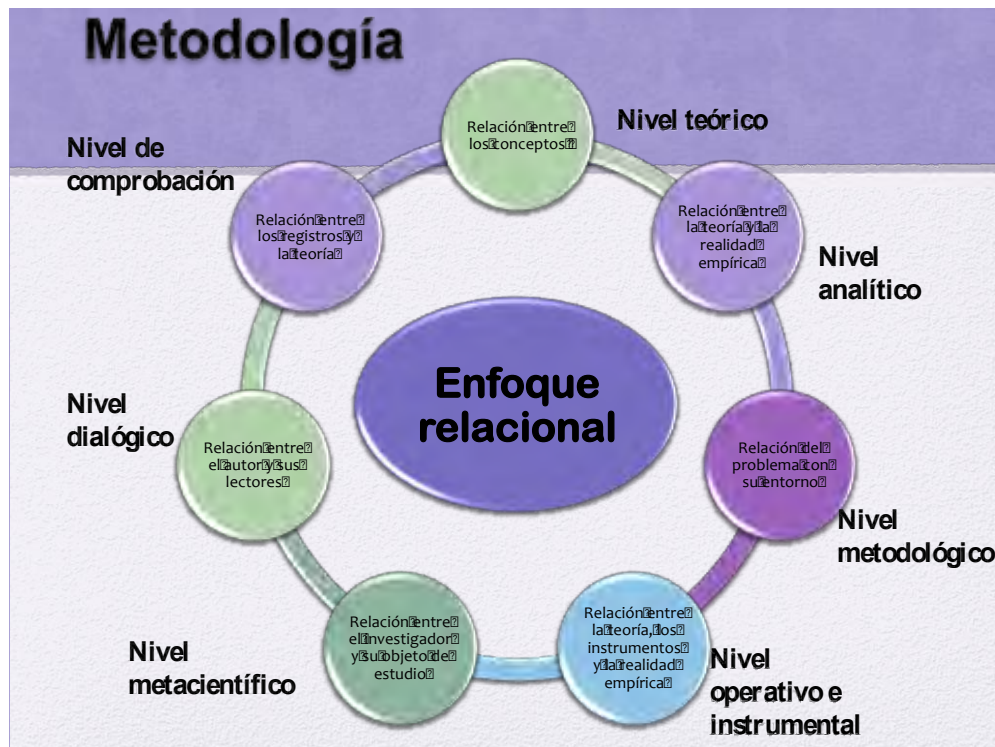 Metodología
Relación entre
los conceptos
Nivel teórico
Relación entre
la teoría y la
realidad
empírica
Nivel
analítico
Relación del
problema con
su entorno
Nivel
metodológico
Relación entre
la teoría, los
instrumentos
y la realidad
empírica
Nivel
operativo e
instrumental
Relación entre
el investigador
y su objeto de
estudio
Nivel
metacientífico
Relación entre
el autor y sus
lectores
Nivel
dialógico
Relación entre
los registros y
la teoría
Nivel de
comprobación
Enfoque
relacional